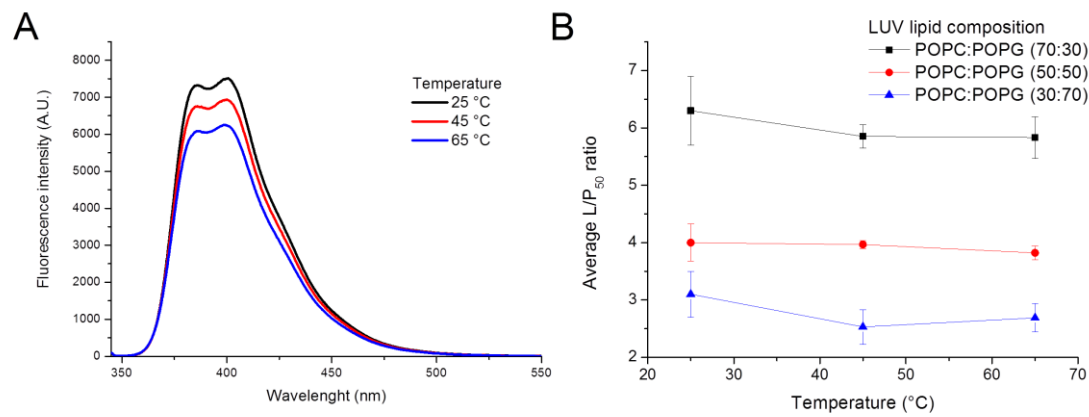 A
8000
7000
6000
5000
4000
3000
2000
1000
0
Fluorescence intensity (A.U.)
350
400
450
500
550
Wavelenght (nm)
Temperature
25 °C
45 °C
65 °C
B
LUV lipid composition
POPC:POPG (70:30)
POPC:POPG (50:50)
POPC:POPG (30:70)
7
6
5
4
3
2
Average L/P50 ratio
20
30
40
50
60
70
Temperature (°C)